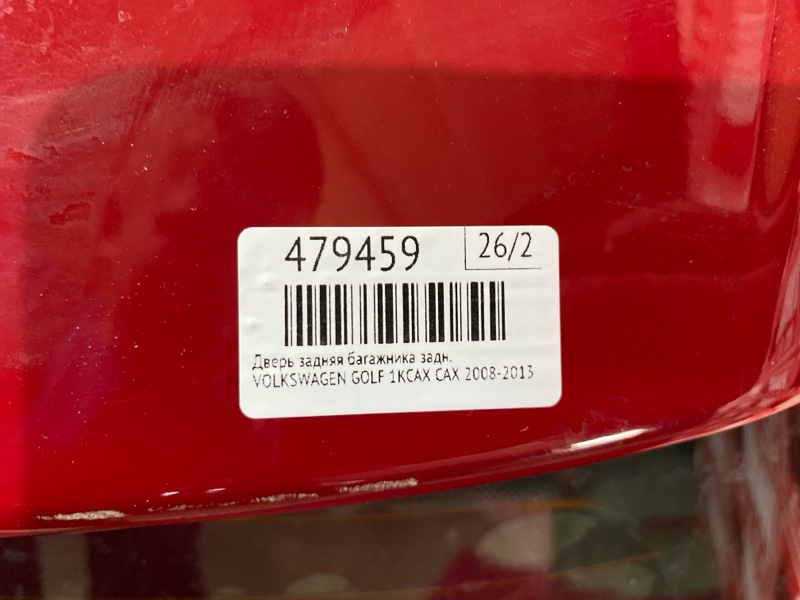 479459
26/2
Дверь задняя багажника задн.
VOLKSWAGEN GOLF 1KCAX CAX 2008-2013